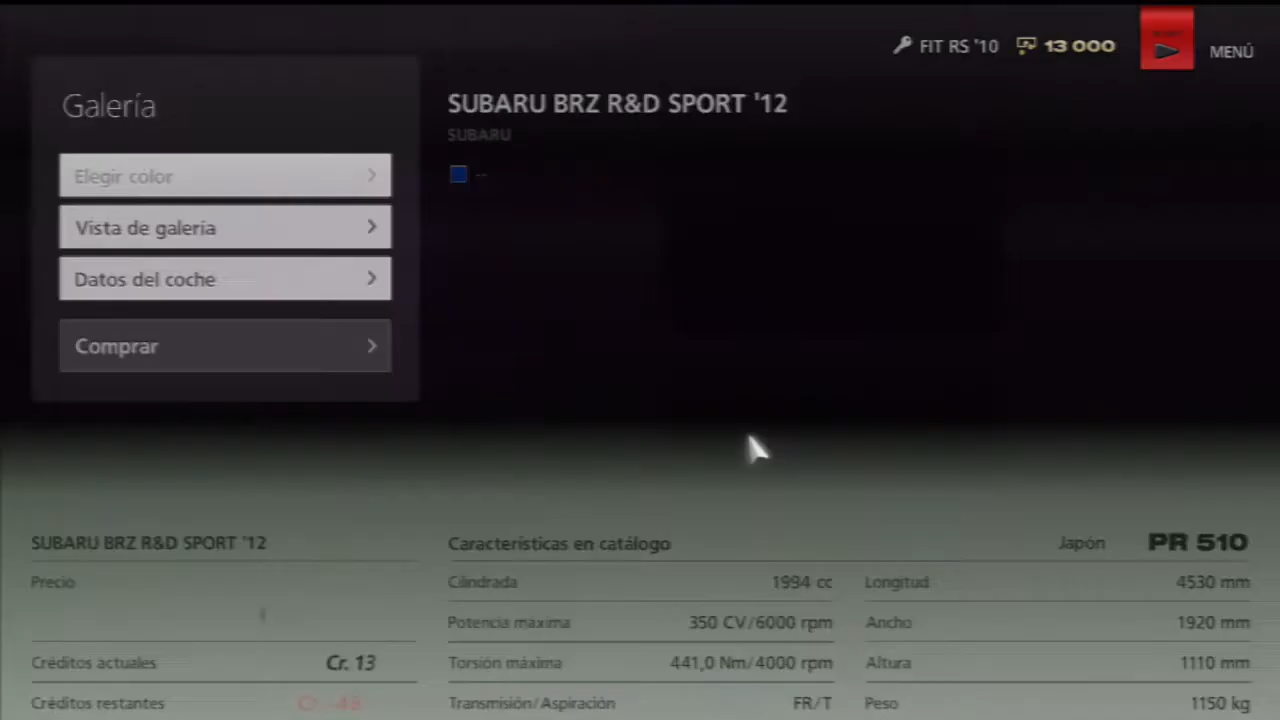 FIT RS '10
13 000
MENÚ
Galería
Elegir color
Vista de galería
Datos del coche
Comprar
SUBARU BRZ R&D SPORT '12
SUBARU
--
SUBARU BRZ R&D SPORT '12
Precio
Créditos actuales Cr. 13
Créditos restantes
Características en catálogo Japón PR 510
Cilindrada 1994 cc
Potencia máxima 350 CV/6000 rpm
Torsión máxima 441,0 Nm/4000 rpm
Transmisión/Aspiración FR/T
Longitud 4530 mm
Ancho 1920 mm
Altura 1110 mm
Peso 1150 kg